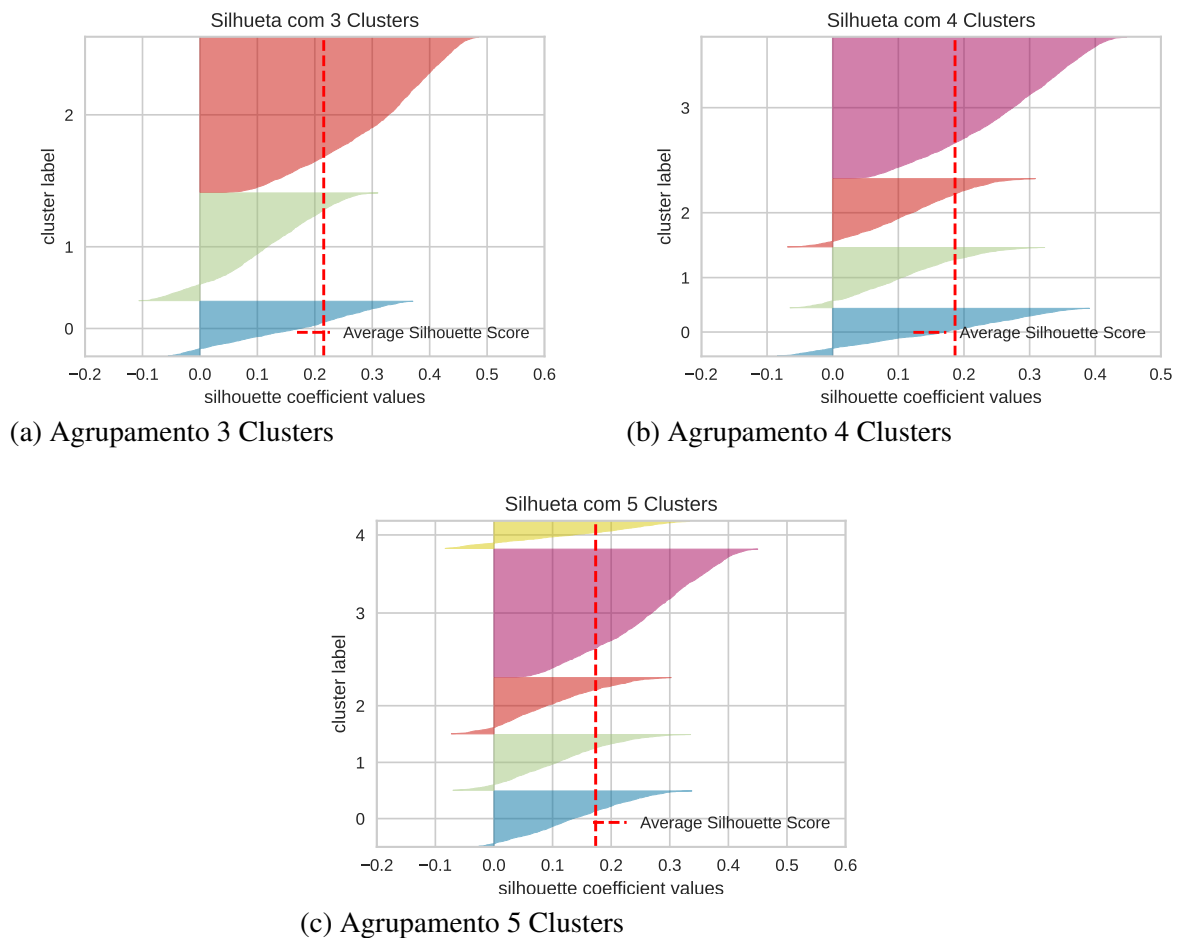 Silhueta com 3 Clusters
cluster label
2
1
0
Average Silhouette Score
−0.2 −0.1 0.0 0.1 0.2 0.3 0.4 0.5 0.6
silhouette coefficient values
(a) Agrupamento 3 Clusters
Silhueta com 4 Clusters
cluster label
3
2
1
0
Average Silhouette Score
−0.2 −0.1 0.0 0.1 0.2 0.3 0.4 0.5
silhouette coefficient values
(b) Agrupamento 4 Clusters
Silhueta com 5 Clusters
cluster label
4
3
2
1
0
Average Silhouette Score
−0.2 −0.1 0.0 0.1 0.2 0.3 0.4 0.5 0.6
silhouette coefficient values
(c) Agrupamento 5 Clusters